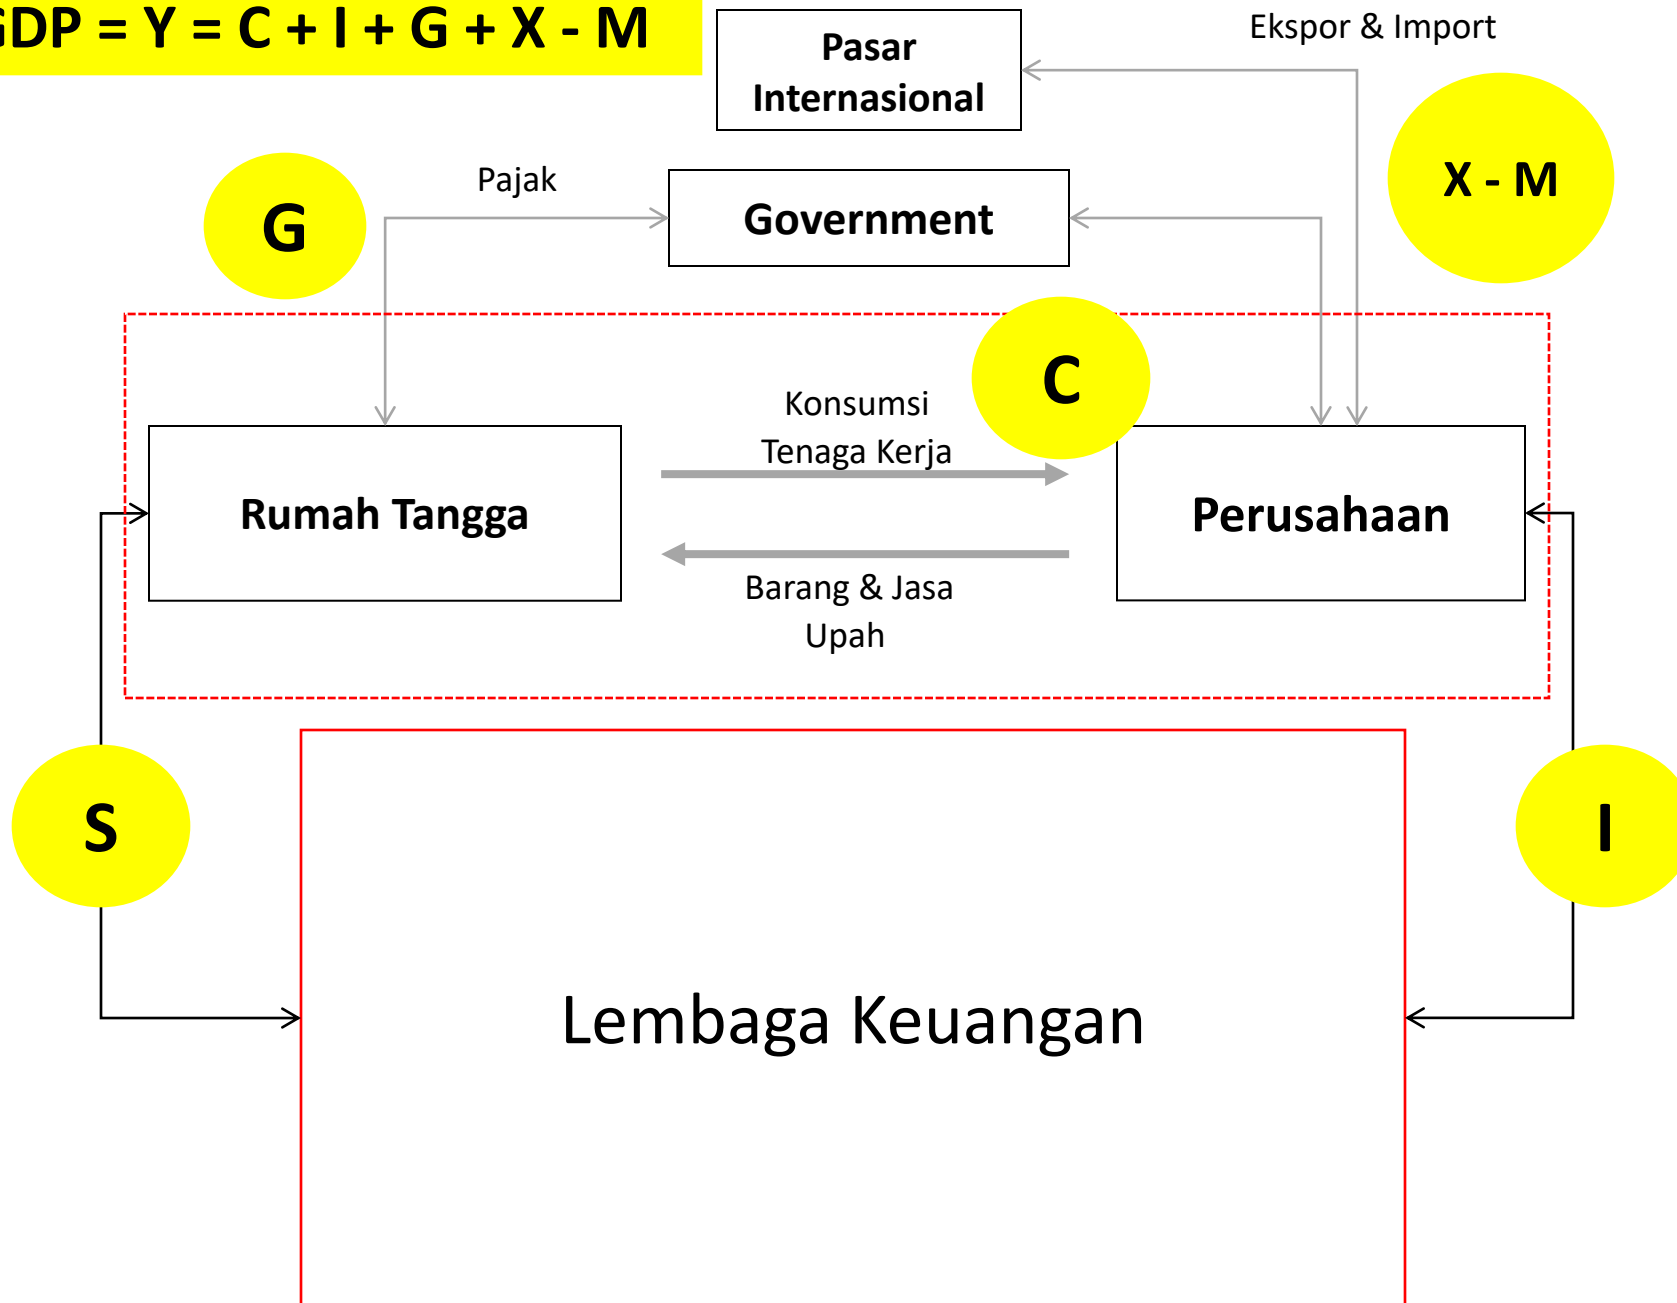 GDP = Y = C + I + G + X - M
Pasar
Internasional
Ekspor & Import
X - M
G
Pajak
Government
C
Konsumsi
Tenaga Kerja
Rumah Tangga
Perusahaan
Barang & Jasa
Upah
S
I
Lembaga Keuangan